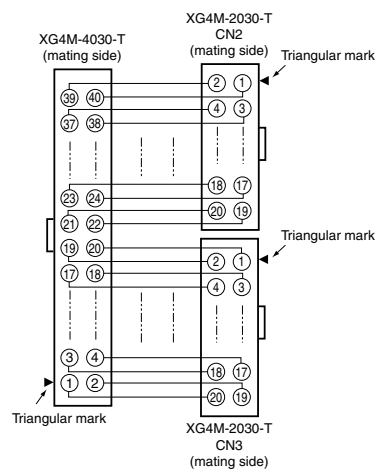 XG4M-2030-T
CN2
(mating side)
XG4M-4030-T
(mating side)
Triangular mark
2 1
39 40
4 3
37 38
23 24
18 17
21 22
20 19
Triangular mark
19 20
2 1
17 18
4 3
3 4
18 17
1 2
20 19
Triangular mark
XG4M-2030-T
CN3
(mating side)